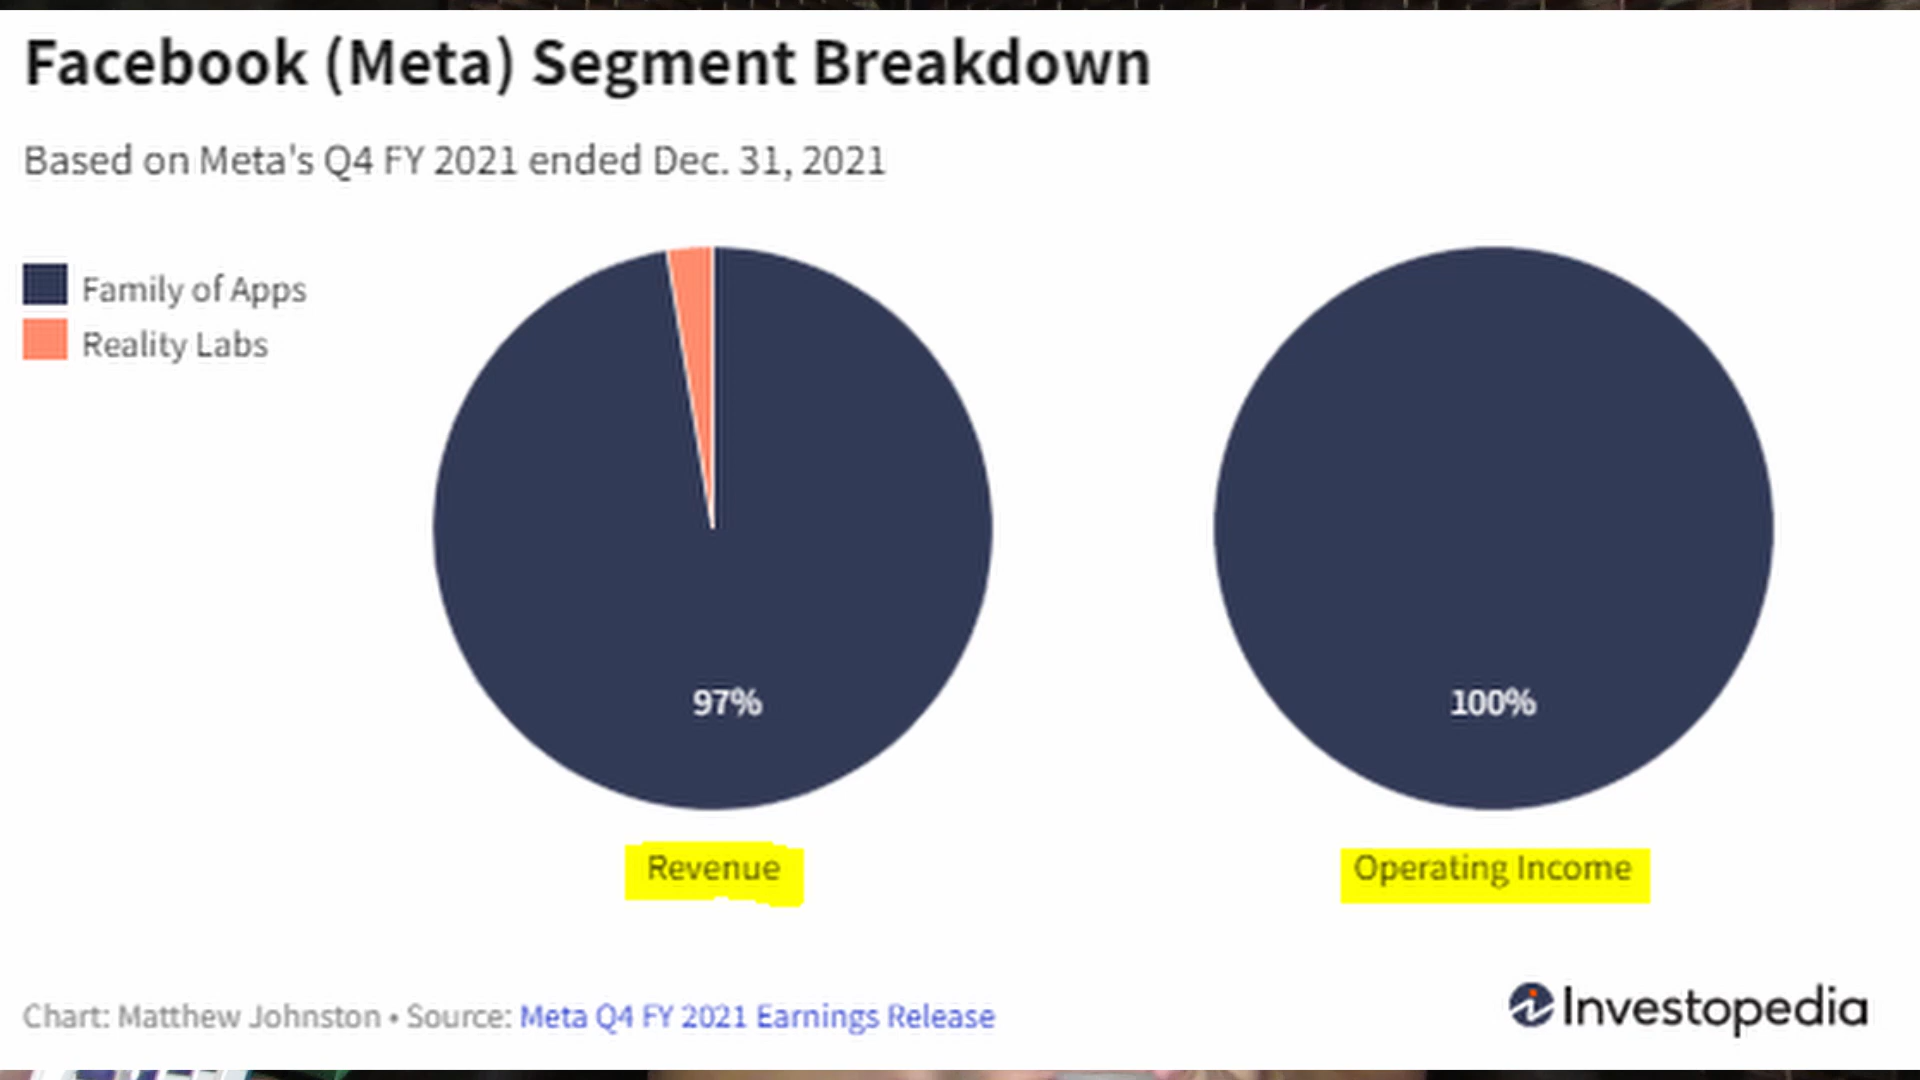 Facebook (Meta) Segment Breakdown
Based on Meta's Q4 FY 2021 ended Dec. 31, 2021
Family of Apps
Reality Labs
97%
100%
Revenue
Operating Income
Chart: Matthew Johnston • Source: Meta Q4 FY 2021 Earnings Release
Investopedia